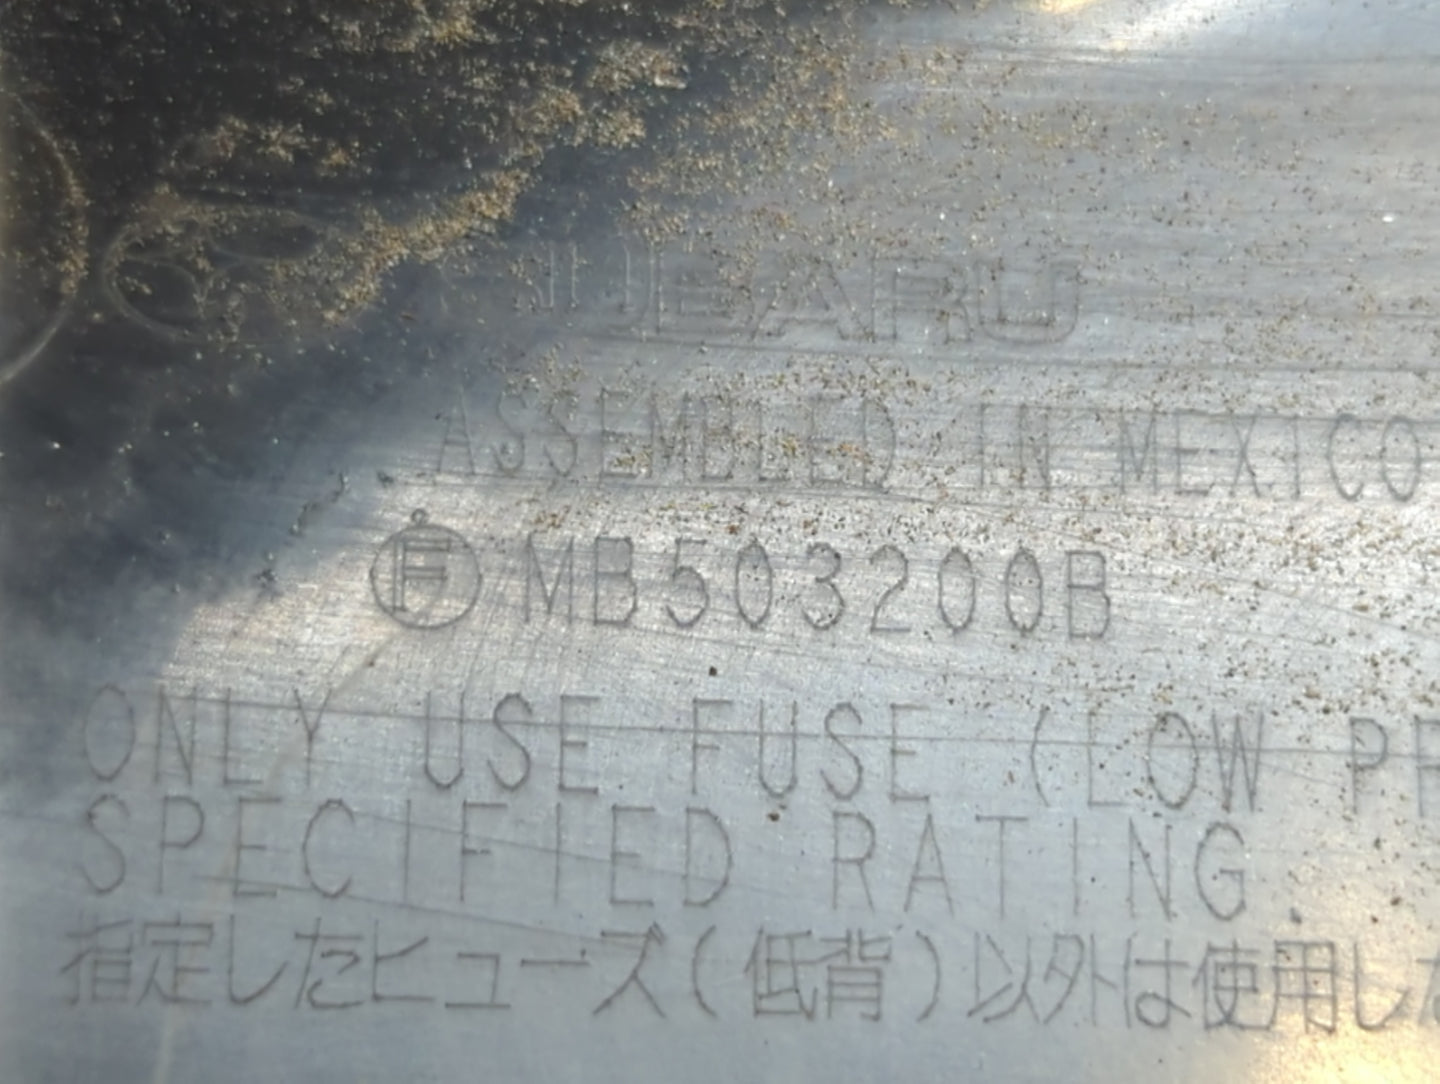 SUBARU
ASSEMBLED IN MEXICO
F MB503200B
ONLY USE FUSE (LOW
SPECIFIED RATING.
指定したヒューズ(低背)以外は使用し